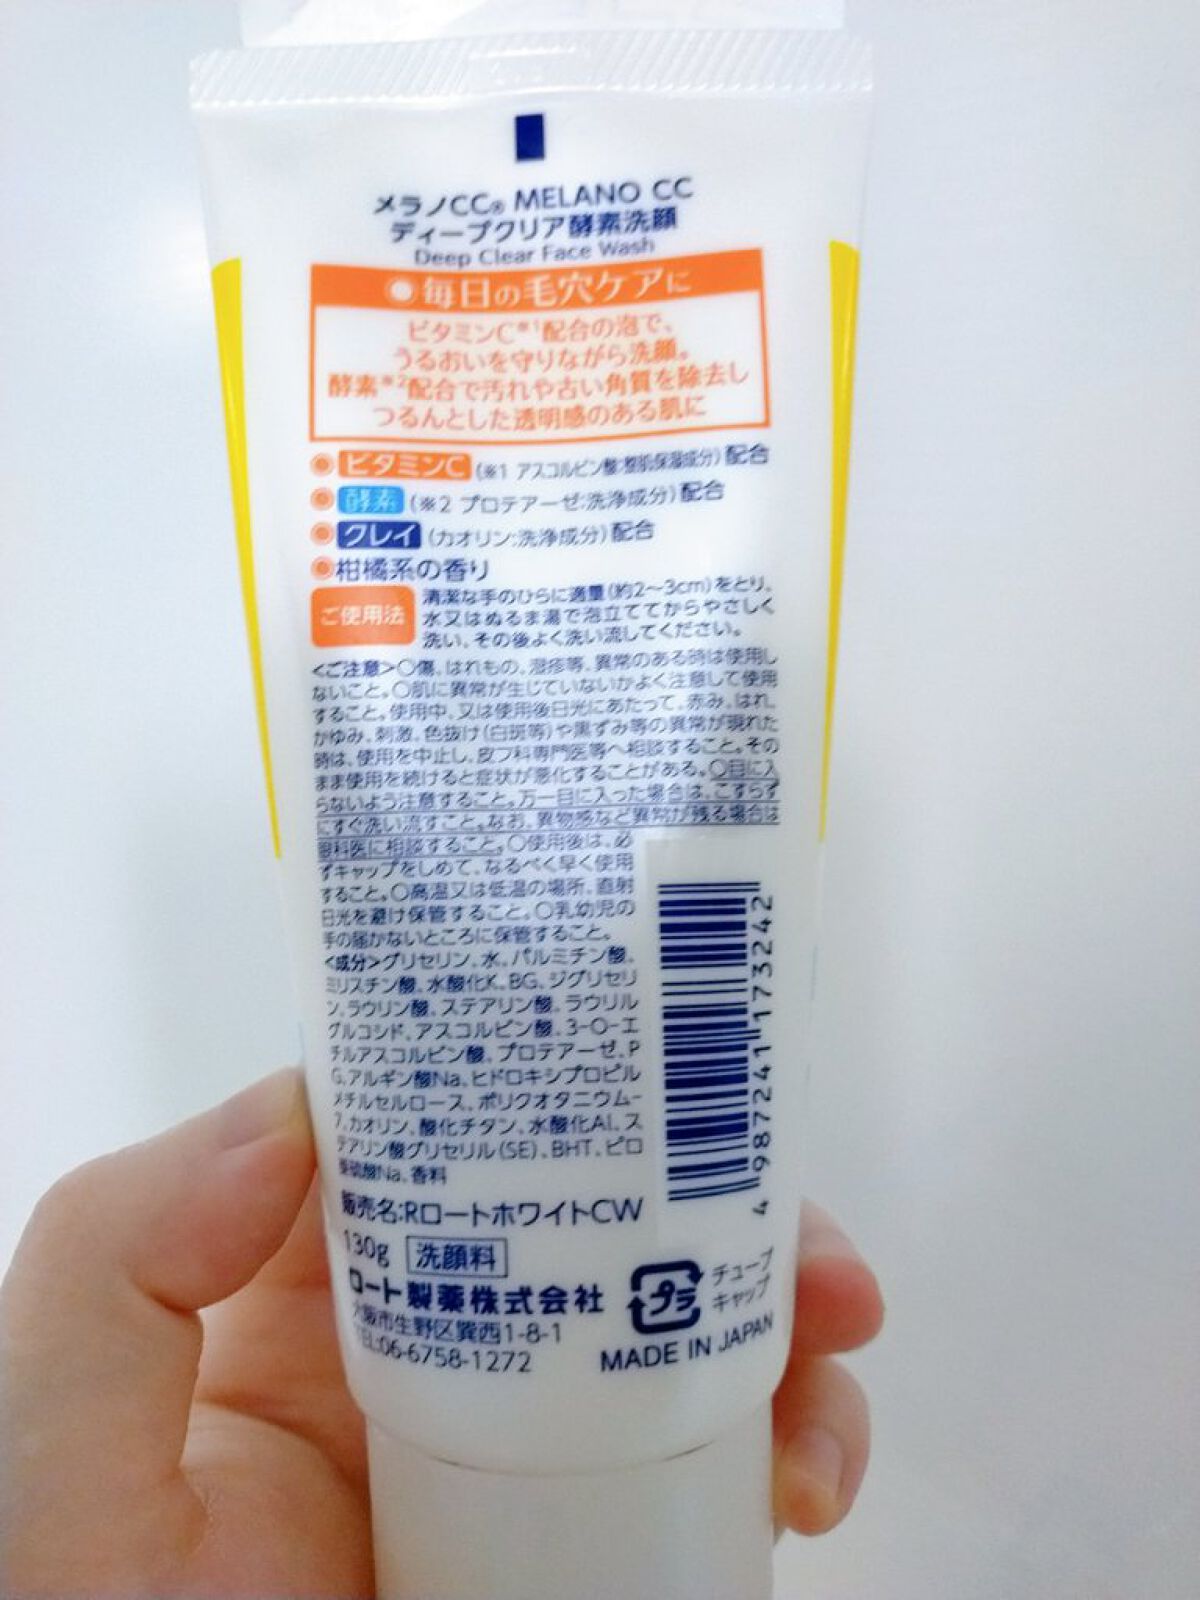 メラノCC® MELANO CC
ディープクリア酵素洗顔
Deep Clear Face Wash
毎日の毛穴ケアに
ビタミンC※1配合の泡で、
うるおいを守りながら洗顔。
酵素※2配合で汚れや古い角質を除去し
つるんとした透明感のある肌に
ビタミンC(※1 アスコルビン酸:整肌保湿成分)配合
酵素(※2 プロテアーゼ:洗浄成分)配合
クレイ(カオリン:洗浄成分)配合
柑橘系の香り
ご使用法
清潔な手のひらに適量(約2〜3cm)をとり、
水又はぬるま湯で泡立ててからやさしく
洗い、その後よく洗い流してください。
<ご注意>○傷、はれもの、湿疹等、異常のある時は使用し
ないこと。○肌に異常が生じていないかよく注意して使用
すること。使用中、又は使用後日光にあたって、赤み、はれ、
かゆみ、刺激、色抜け(白斑等)や黒ずみ等の異常が現れた
時は、使用を中止し、皮フ科専門医等へ相談すること。その
まま使用を続けると症状が悪化することがある。○目に入
らないよう注意すること。万一目に入った場合は、こすらず
にすぐ洗い流すこと。なお、異物感など異常が残る場合は
眼科医に相談すること。○使用後は、必
ずキャップをしめて、なるべく早く使用
すること。○高温又は低温の場所、直射
日光を避け保管すること。○乳幼児の
手の届かないところに保管すること。
<成分>グリセリン、水、パルミチン酸、
ミリスチン酸、水酸化K、BG、ジグリセリ
ン、ラウリン酸、ステアリン酸、ラウリル
グルコシド、アスコルビン酸、3-O-エ
チルアスコルビン酸、プロテアーゼ、P
G、アルギン酸Na、ヒドロキシプロピル
メチルセルロース、ポリクオタニウム-
7、カオリン、酸化チタン、水酸化Al、ス
テアリン酸グリセリル(SE)、BHT、ピロ
亜硫酸Na、香料
4 987241 173242
販売名:Rロートホワイトcw
130g 洗顔料
ロート製薬株式会社
大阪市生野区巽西1-8-1
TEL:06-6758-1272
プラ
チューブ
キャップ
MADE IN JAPAN